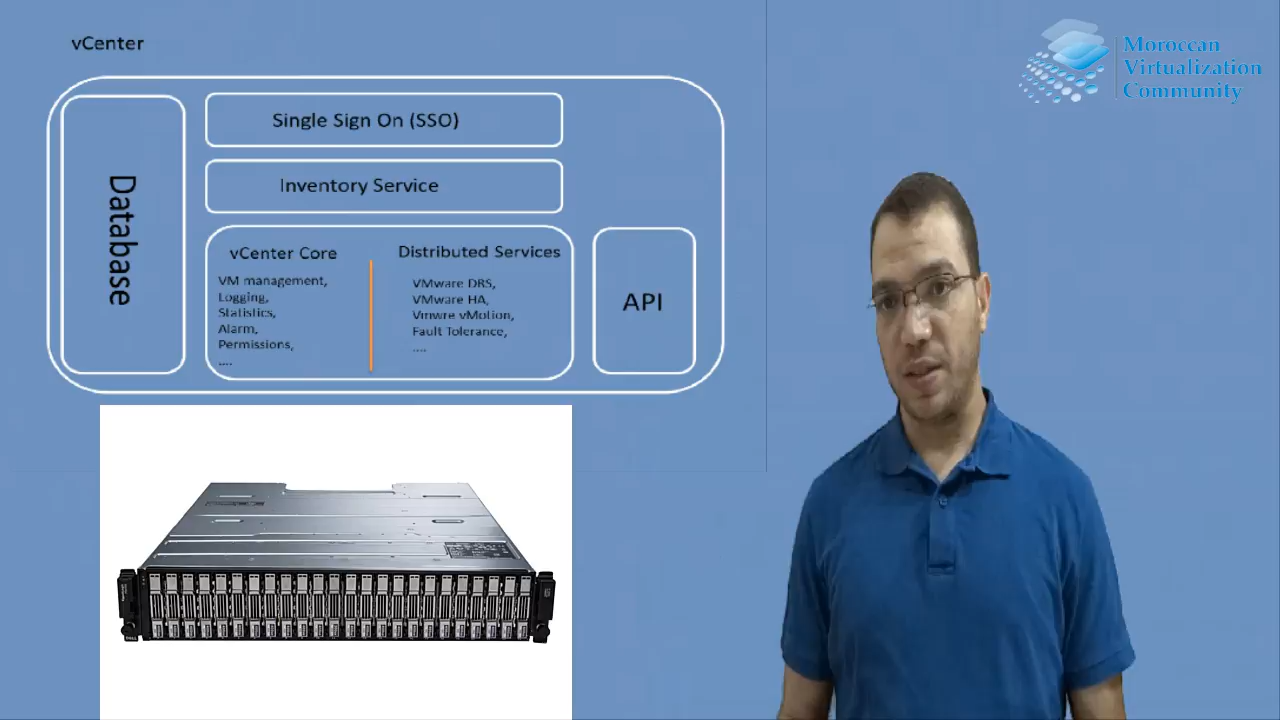 vCenter
Moroccan
Virtualization
Community
Database
Single Sign On (SSO)
Inventory Service
vCenter Core
VM management,
Logging,
Statistics,
Alarm,
Permissions,
....
Distributed Services
VMware DRS,
VMware HA,
Vmwre vMotion,
Fault Tolerance,
....
API